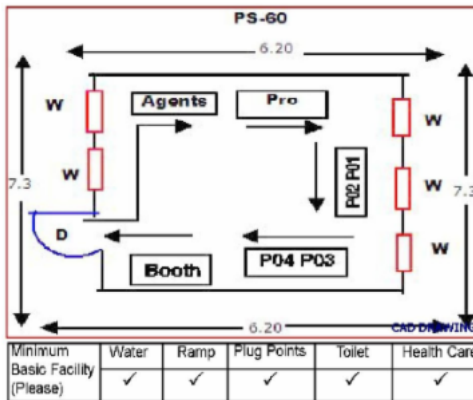 PS-60
6.20
Agents
Pro
W
W
W
W
W
7.3
7.3
P02 P01
D
Booth
P04 P03
6.20
CAD DRAWING
Minimum Basic Facility (Please)
Water
Ramp
Plug Points
Toilet
Health Care
✓ ✓ ✓ ✓ ✓